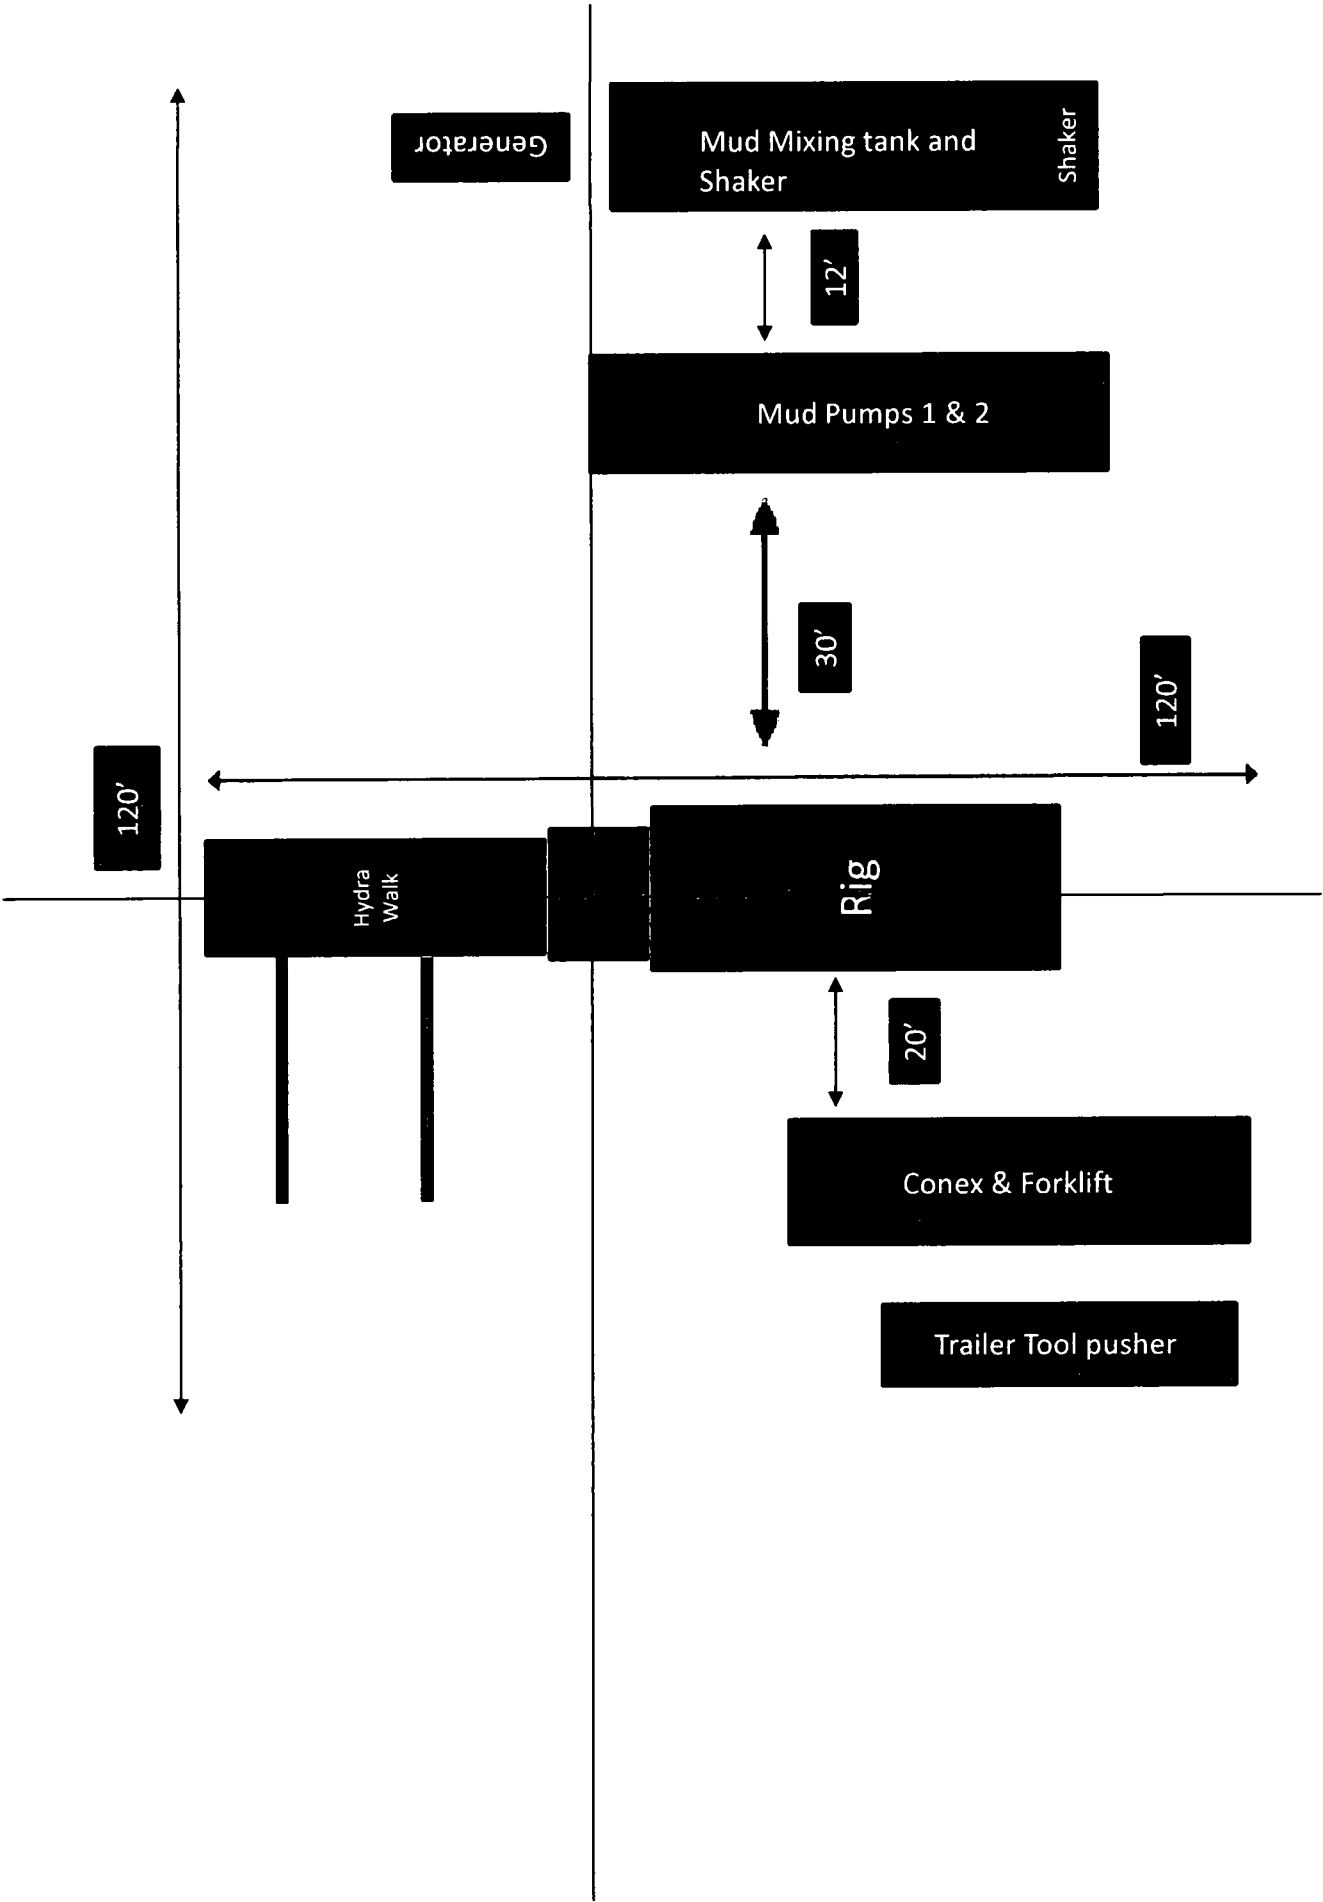 Generator
Mud Mixing tank and
Shaker
Shaker
12′
Mud Pumps 1 & 2
30′
120′
120′
Hydra
Walk
Rig
20′
Conex & Forklift
Trailer Tool pusher